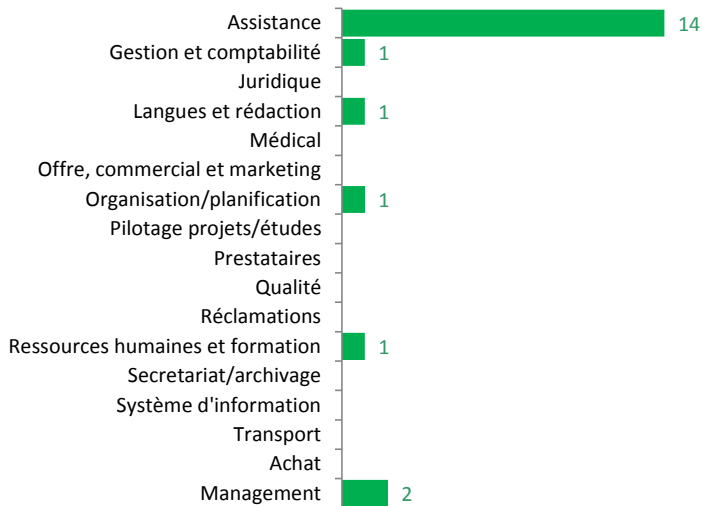 Assistance 14
Gestion et comptabilité 1
Juridique
Langues et rédaction 1
Médical
Offre, commercial et marketing
Organisation/planification 1
Pilotage projets/études
Prestataires
Qualité
Réclamations
Ressources humaines et formation 1
Secretariat/archivage
Système d'information
Transport
Achat
Management 2